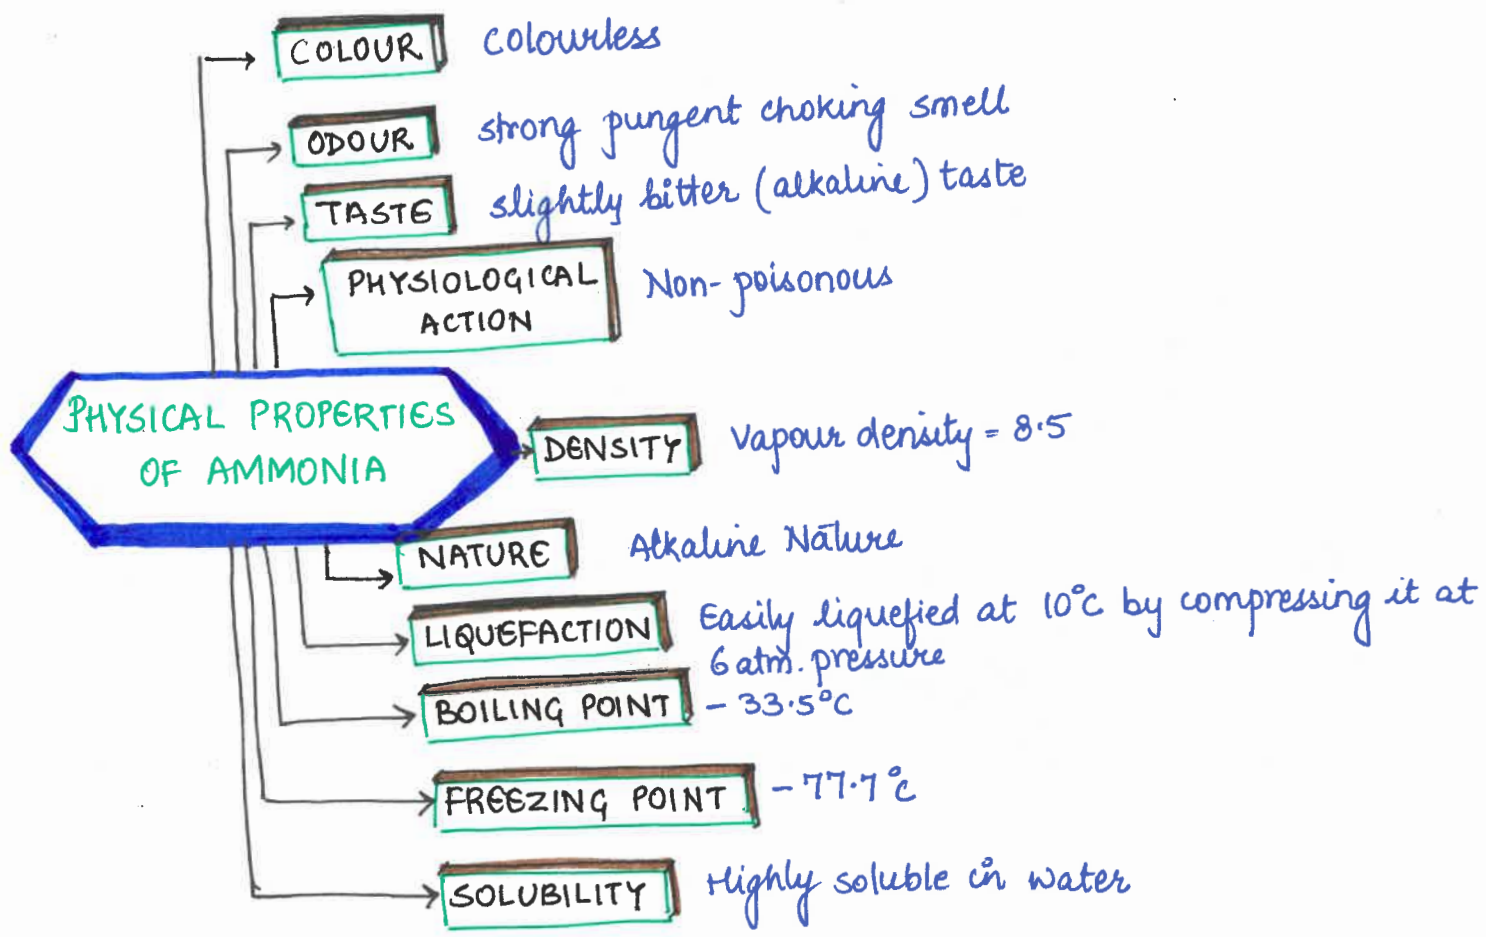 COLOUR colourless
ODOUR strong pungent choking smell
TASTE slightly bitter (alkaline) taste
PHYSIOLOGICAL Non-poisonous
ACTION
PHYSICAL PROPERTIES
OF AMMONIA
DENSITY Vapour density = 8.5
NATURE Alkaline Nature
LIQUEFACTION Easily liquefied at 10°C by compressing it at
6 atm. pressure
BOILING POINT - 33.5°C
FREEZING POINT - 77.7°C
SOLUBILITY Highly soluble in water